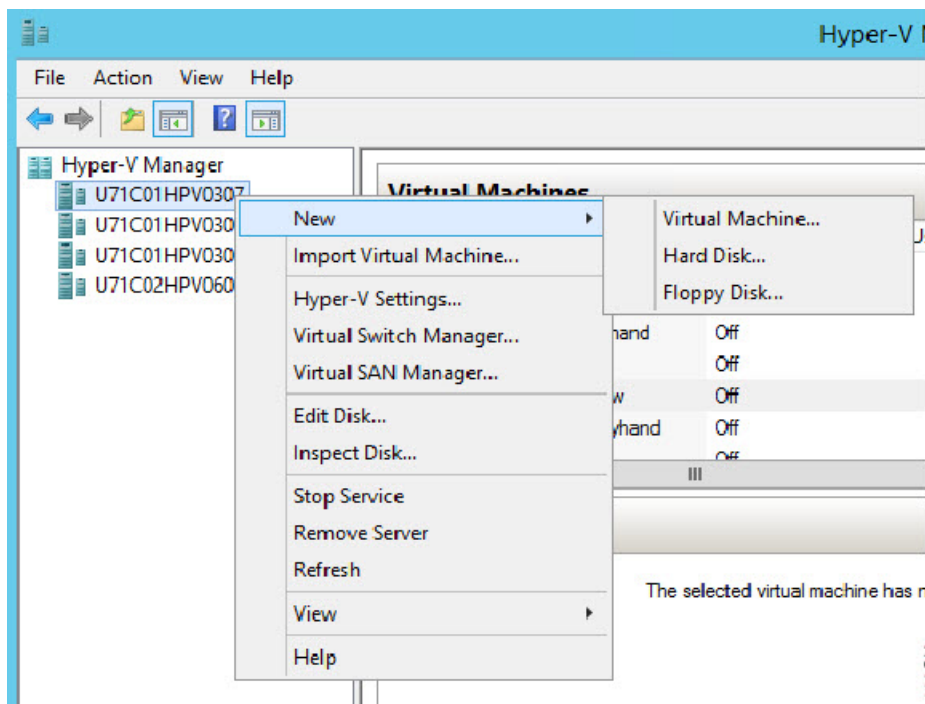 Hyper-V
File Action View Help
Hyper-V Manager
U71C01HPV0307
U71C01HPV030
U71C01HPV030
U71C02HPV060
Virtual Machines
New
Import Virtual Machine...
Hyper-V Settings...
Virtual Switch Manager...
Virtual SAN Manager...
Edit Disk...
Inspect Disk...
Stop Service
Remove Server
Refresh
View
Help
Virtual Machine...
Hard Disk...
Floppy Disk...
hand Off
Off
w Off
yhand Off
Off
The selected virtual machine has